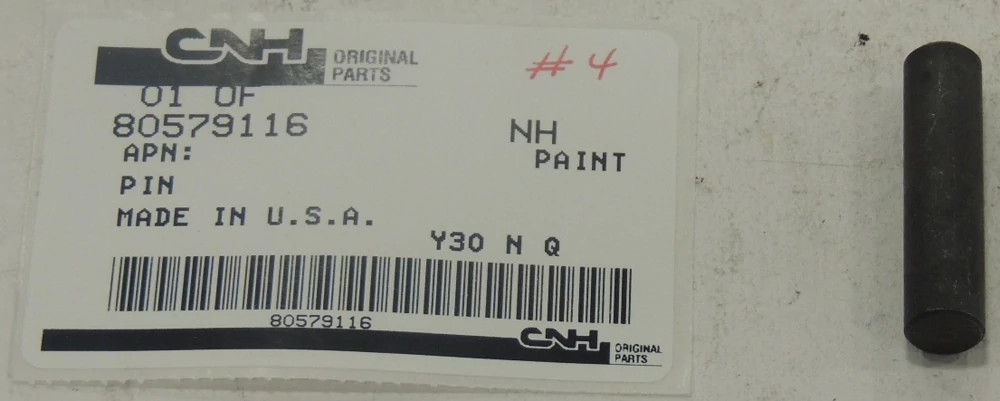 CNH ORIGINAL PARTS
#4
01 OF
80579116 NH
APN: PAINT
PIN
MADE IN U.S.A.
Y30 N Q
80579116
CNH ORIGINAL PARTS